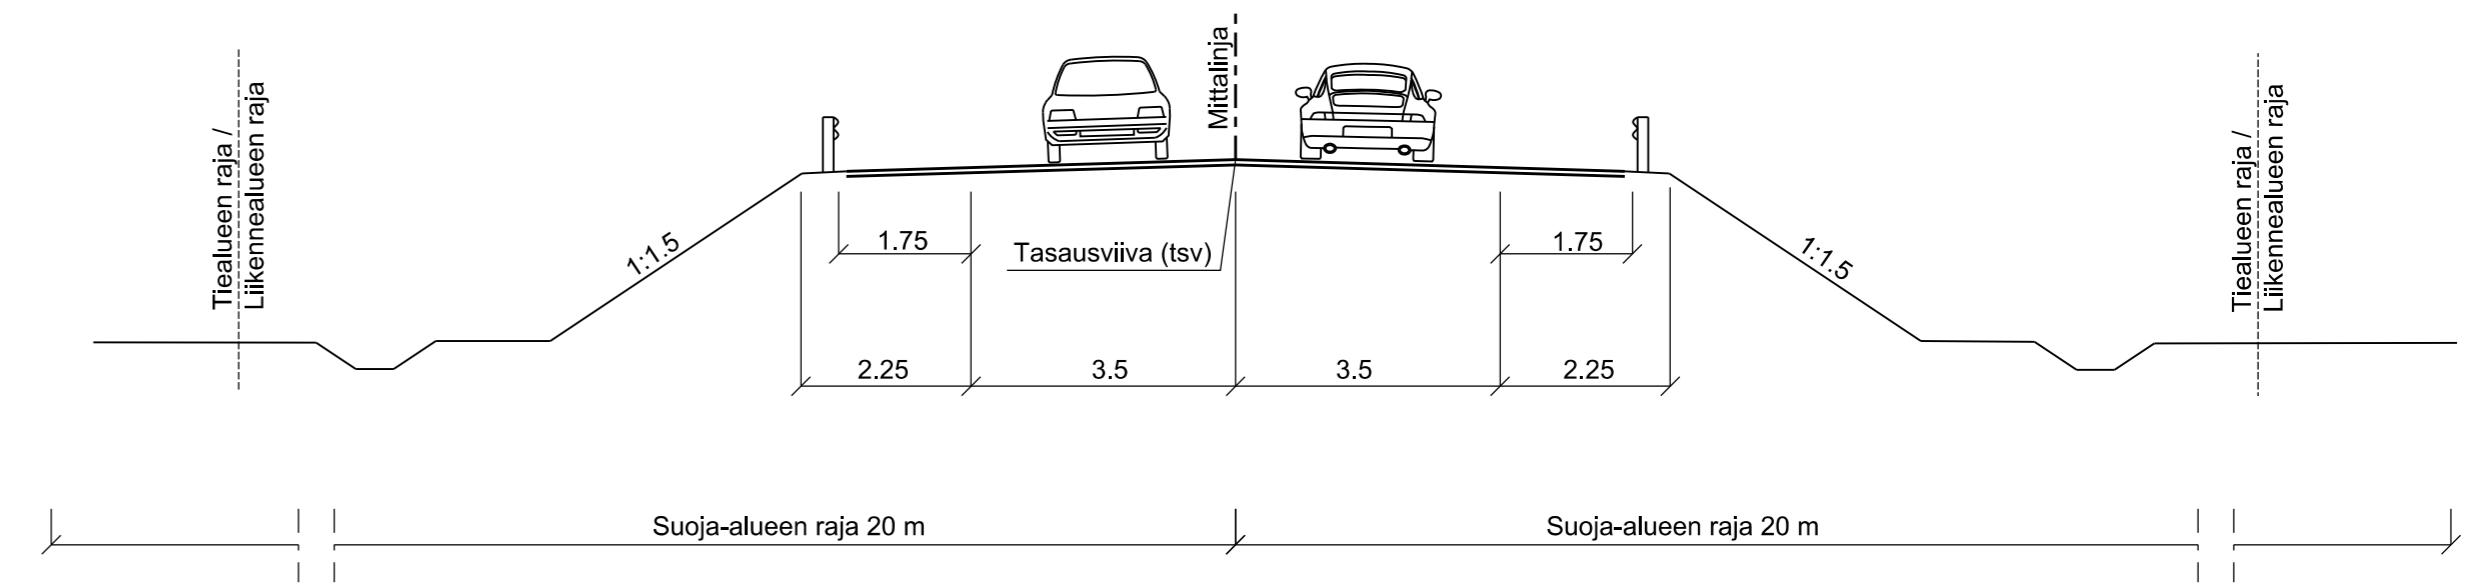 Tiealueen raja /
Liikennealueen raja
Mittalinja
Tiealueen raja /
Liikennealueen raja
1:1.5
1.75
Tasausviiva (tsv)
1.75
1:1.5
2.25
3.5
3.5
2.25
Suoja-alueen raja 20 m
Suoja-alueen raja 20 m